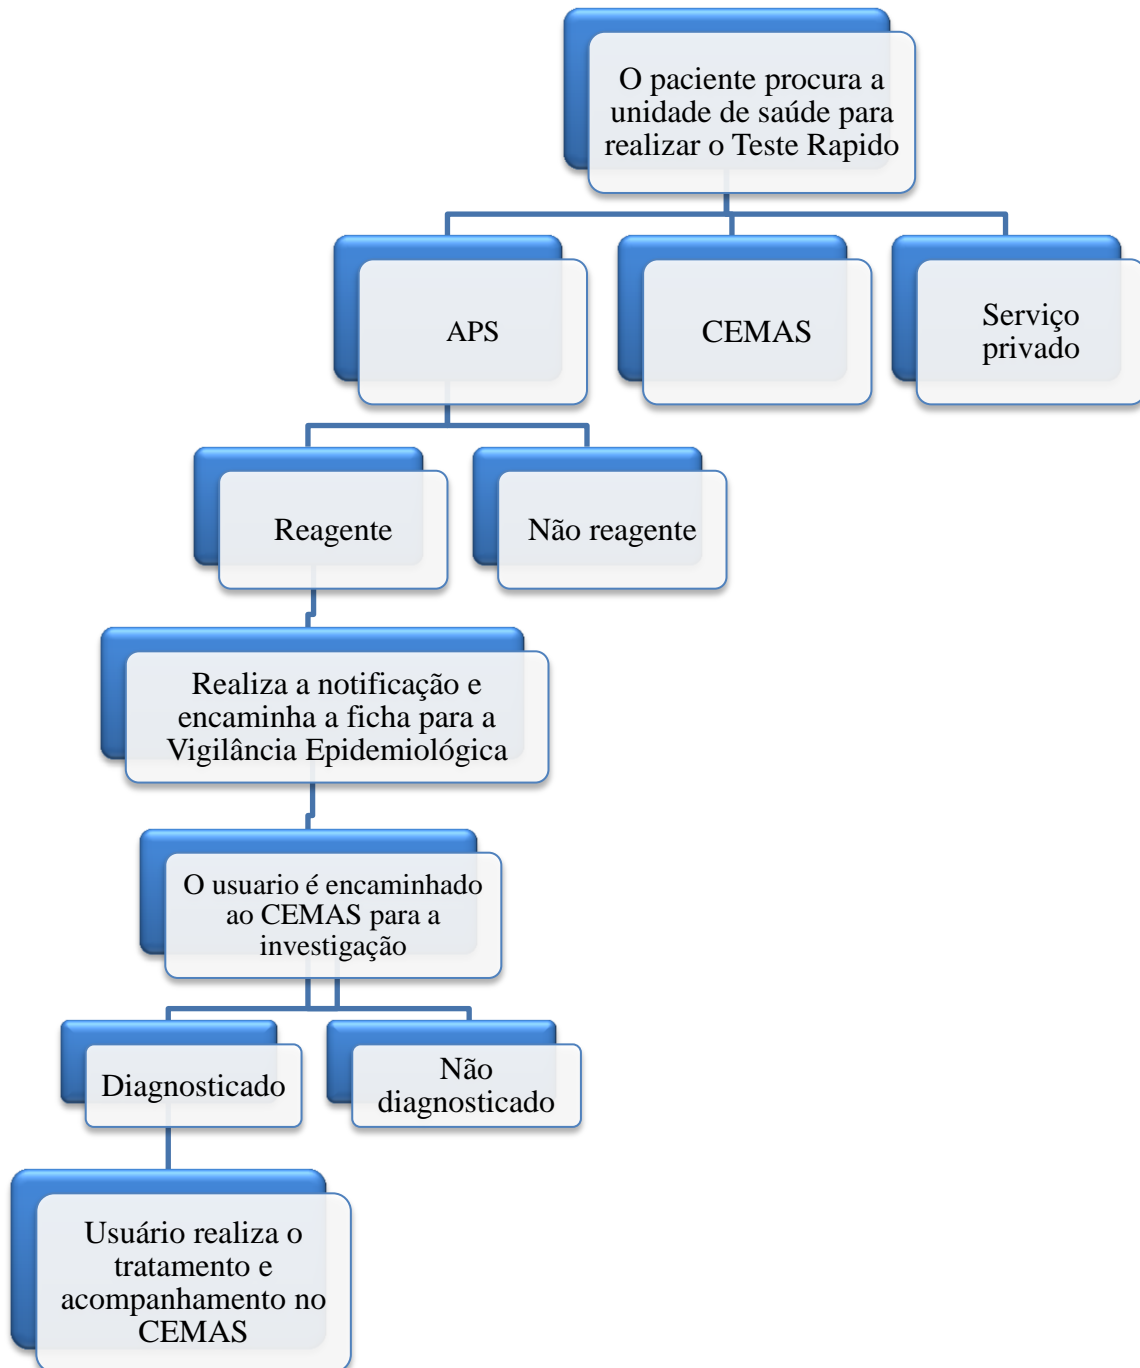 O paciente procura a
unidade de saúde para
realizar o Teste Rapido
APS
CEMAS
Serviço
privado
Reagente
Não reagente
Realiza a notificação e
encaminha a ficha para a
Vigilância Epidemiológica
O usuario é encaminhado
ao CEMAS para a
investigação
Diagnosticado
Não
diagnosticado
Usuário realiza o
tratamento e
acompanhamento no
CEMAS